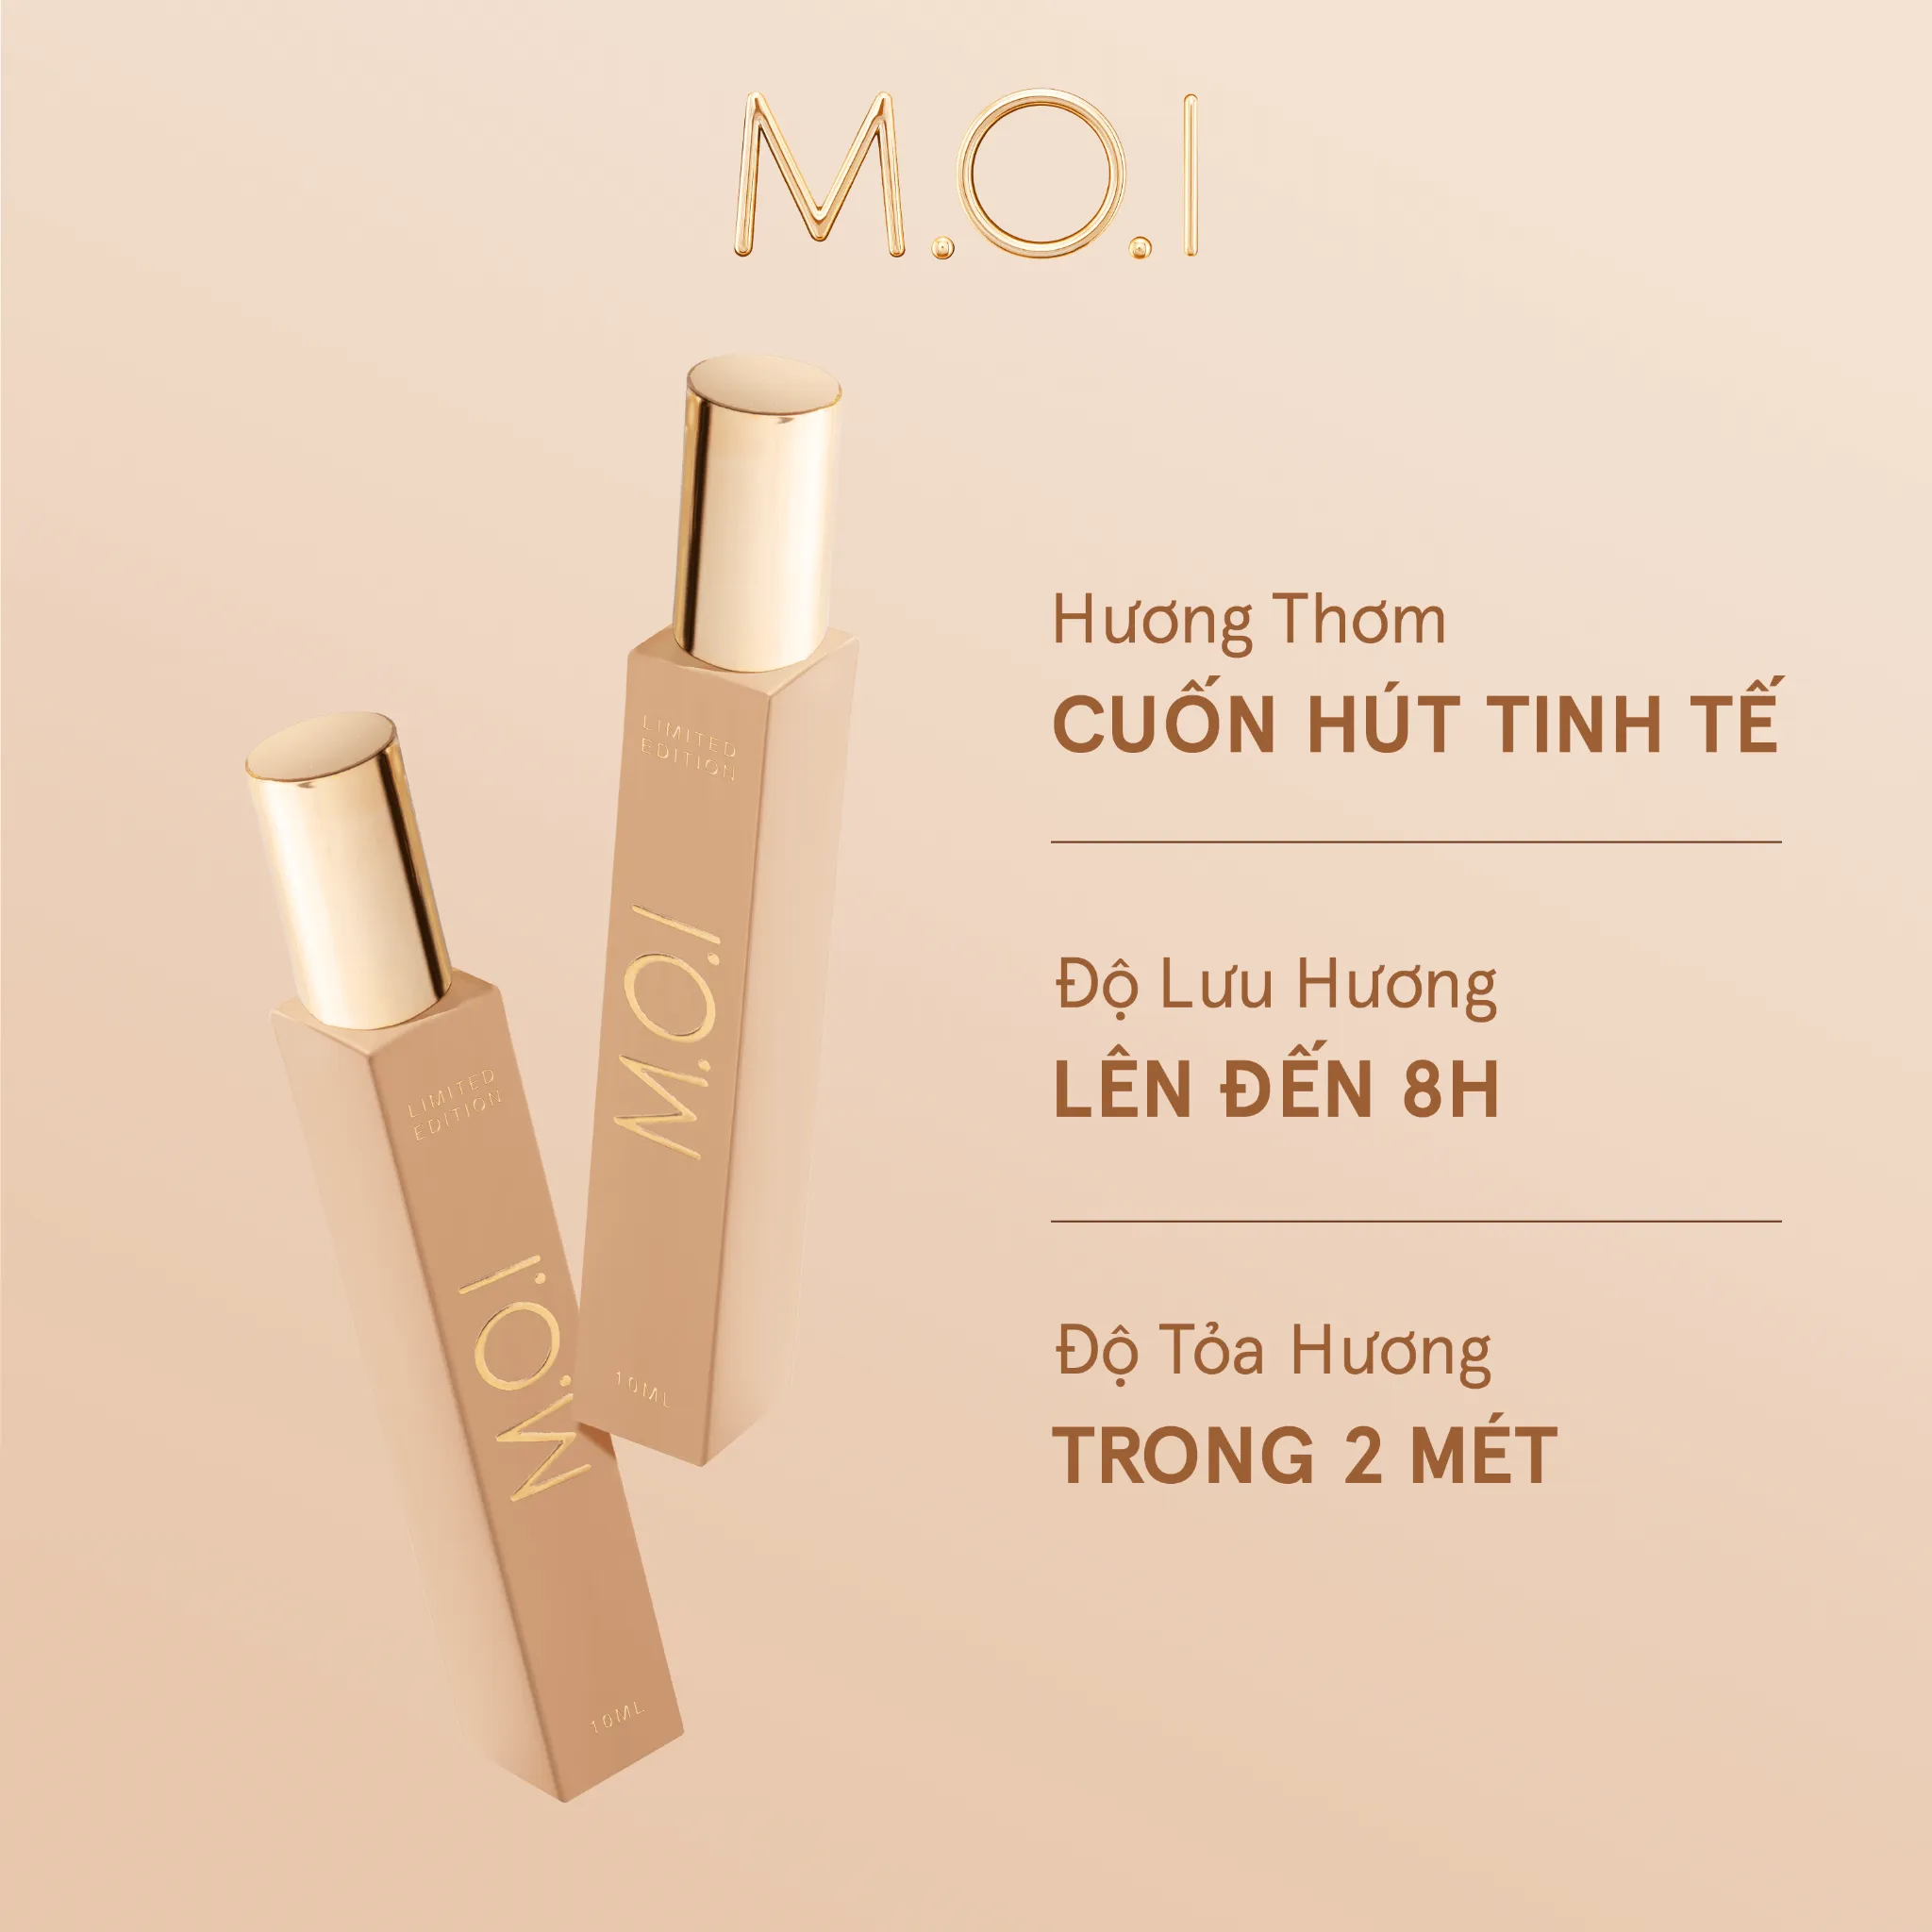 M.O.I
Hương Thơm
CUỐN HÚT TINH TẾ
Độ Lưu Hương
LÊN ĐẾN 8H
Độ Tỏa Hương
TRONG 2 MÉT
LIMITED
EDITION
M.O.I
10ML
LIMITED
EDITION
M.O.I
10ML